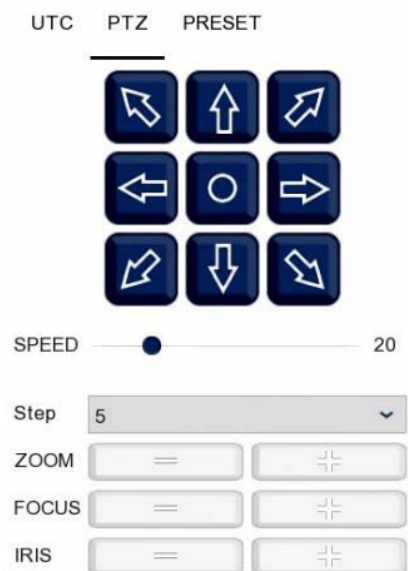 UTC PTZ PRESET
SPEED 20
Step 5
ZOOM
FOCUS
IRIS